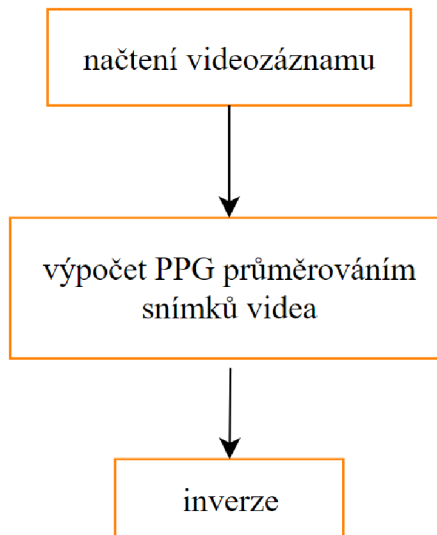 načtení videozáznamu
výpočet PPG průměrováním
snímků videa
inverze